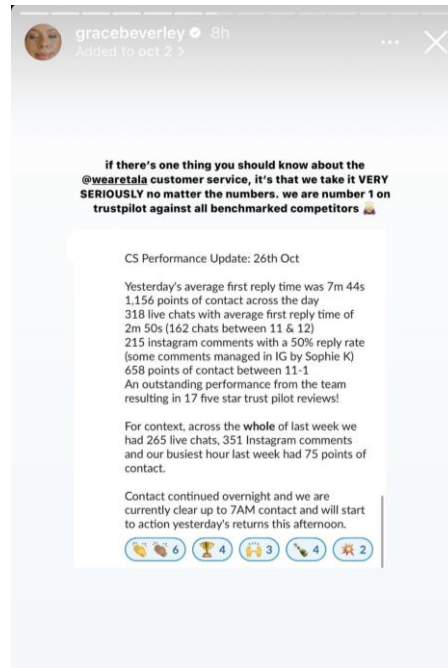 gracebeverley 8h
Added to oct 2 >
if there's one thing you should know about the
@wearetala customer service, it's that we take it VERY
SERIOUSLY no matter the numbers. we are number 1 on
trustpilot against all benchmarked competitors
CS Performance Update: 26th Oct
Yesterday's average first reply time was 7m 44s
1,156 points of contact across the day
318 live chats with average first reply time of
2m 50s (162 chats between 11 & 12)
215 instagram comments with a 50% reply rate
(some comments managed in IG by Sophie K)
658 points of contact between 11-1
An outstanding performance from the team
resulting in 17 five star trust pilot reviews!
For context, across the whole of last week we
had 265 live chats, 351 Instagram comments
and our busiest hour last week had 75 points of
contact.
Contact continued overnight and we are
currently clear up to 7AM contact and will start
to action yesterday's returns this afternoon.
6 4 3 4 2